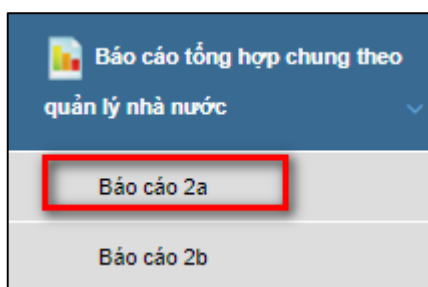 Báo cáo tổng hợp chung theo
quản lý nhà nước
Báo cáo 2a
Báo cáo 2b